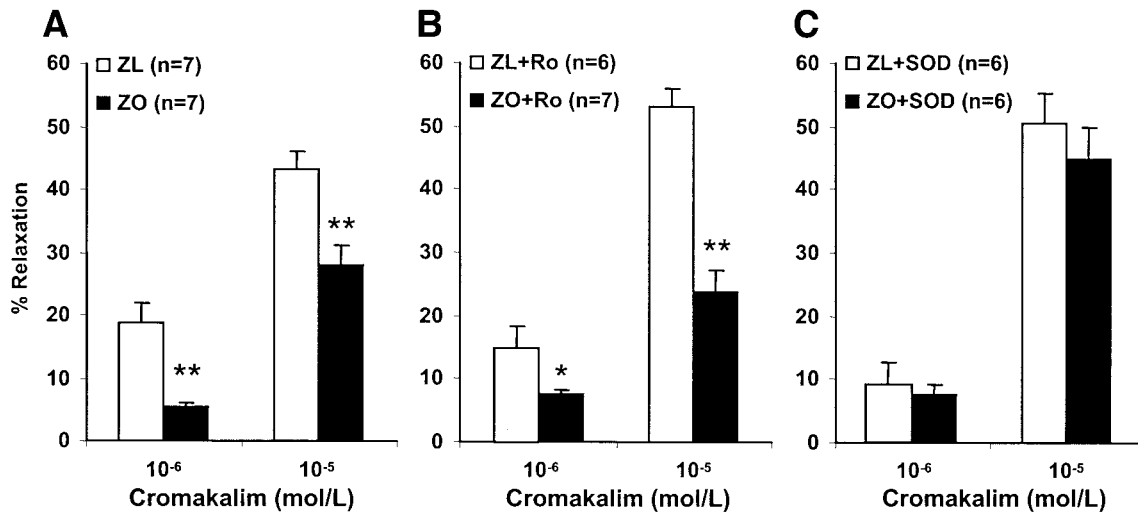 A
60
50
40
30
20
10
0
% Relaxation
ZL (n=7)
ZO (n=7)
**
**
10⁻⁶
10⁻⁵
Cromakalim (mol/L)
B
60
50
40
30
20
10
0
ZL+Ro (n=6)
ZO+Ro (n=7)
*
**
10⁻⁶
10⁻⁵
Cromakalim (mol/L)
C
60
50
40
30
20
10
0
ZL+SOD (n=6)
ZO+SOD (n=6)
10⁻⁶
10⁻⁵
Cromakalim (mol/L)